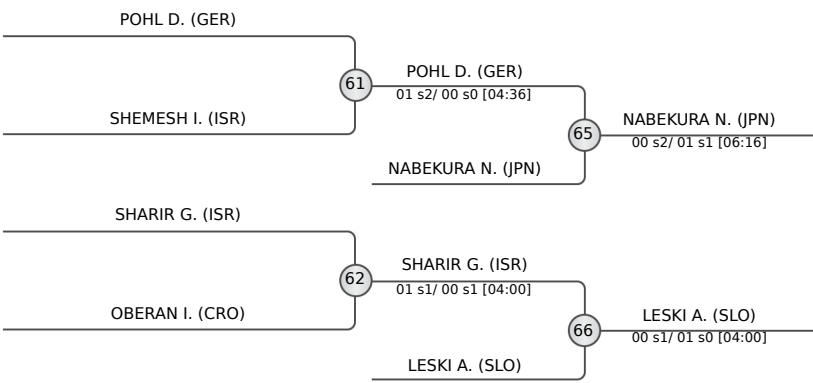 POHL D. (GER)
61
POHL D. (GER)
01 s2/ 00 s0 [04:36]
SHEMESH I. (ISR)
65
NABEKURA N. (JPN)
00 s2/ 01 s1 [06:16]
NABEKURA N. (JPN)
SHARIR G. (ISR)
62
SHARIR G. (ISR)
01 s1/ 00 s1 [04:00]
OBERAN I. (CRO)
66
LESKI A. (SLO)
00 s1/ 01 s0 [04:00]
LESKI A. (SLO)